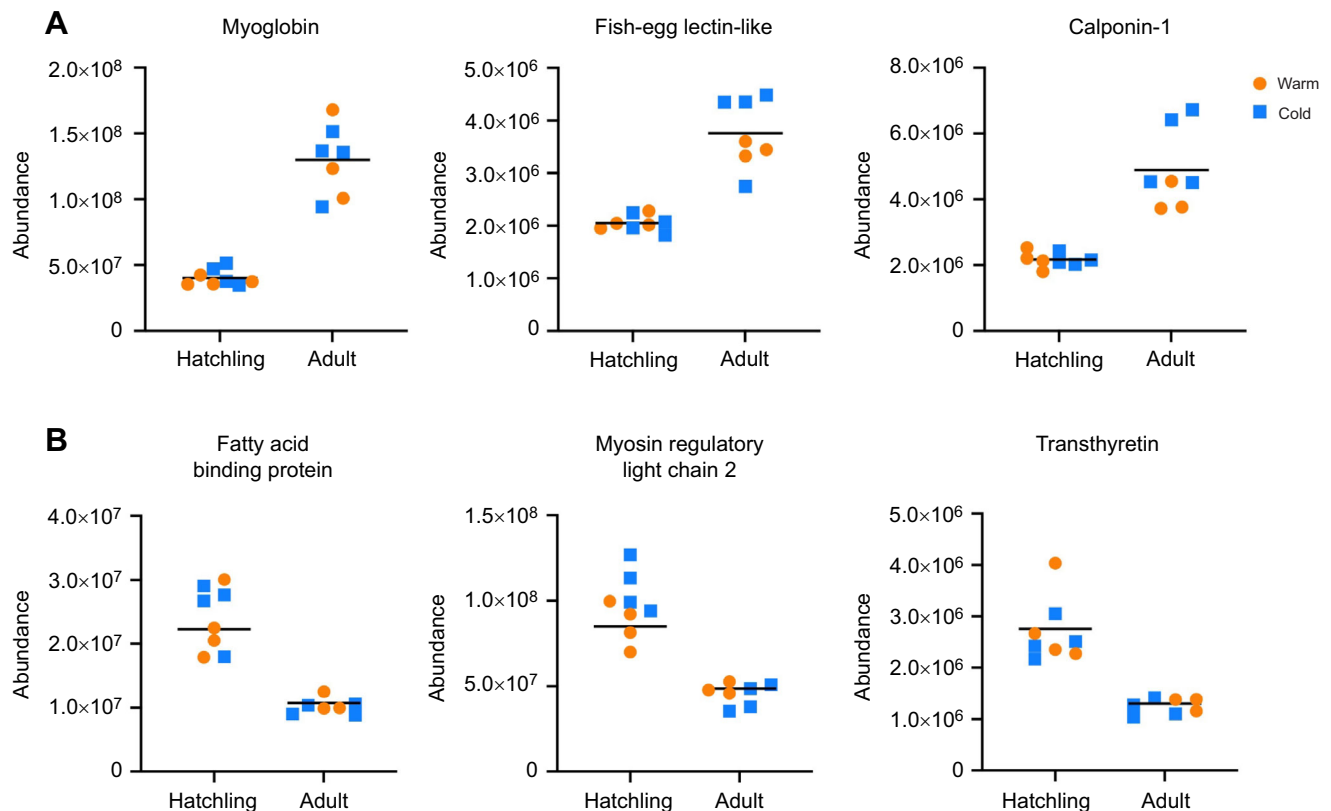 A
Myoglobin
Fish-egg lectin-like
Calponin-1
2.0×10⁸
1.5×10⁸
1.0×10⁸
5.0×10⁷
0
Abundance
Hatchling
Adult
5.0×10⁶
4.0×10⁶
3.0×10⁶
2.0×10⁶
1.0×10⁶
0
Abundance
Hatchling
Adult
8.0×10⁶
6.0×10⁶
4.0×10⁶
2.0×10⁶
0
Abundance
Hatchling
Adult
Warm
Cold
B
Fatty acid
binding protein
Myosin regulatory
light chain 2
Transthyretin
4.0×10⁷
3.0×10⁷
2.0×10⁷
1.0×10⁷
0
Abundance
Hatchling
Adult
1.5×10⁸
1.0×10⁸
5.0×10⁷
0
Abundance
Hatchling
Adult
5.0×10⁶
4.0×10⁶
3.0×10⁶
2.0×10⁶
1.0×10⁶
0
Abundance
Hatchling
Adult